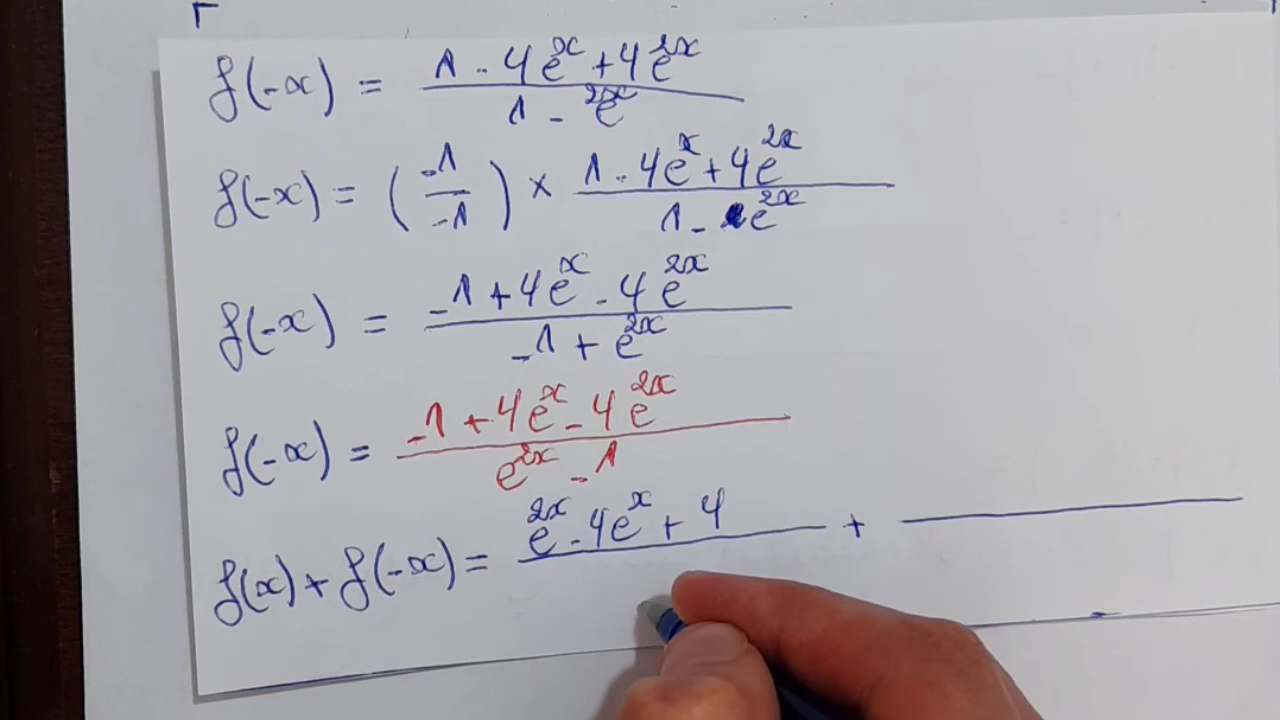 f(-x) = (1 - 4e^x + 4e^{2x}) / (1 - e^{2x})
f(-x) = (-1 / -1) × (1 - 4e^x + 4e^{2x}) / (1 - e^{2x})
f(-x) = (-1 + 4e^x - 4e^{2x}) / (-1 + e^{2x})
f(-x) = (-1 + 4e^x - 4e^{2x}) / (e^{2x} - 1)
f(x) + f(-x) = (e^{2x} - 4e^x + 4) / +